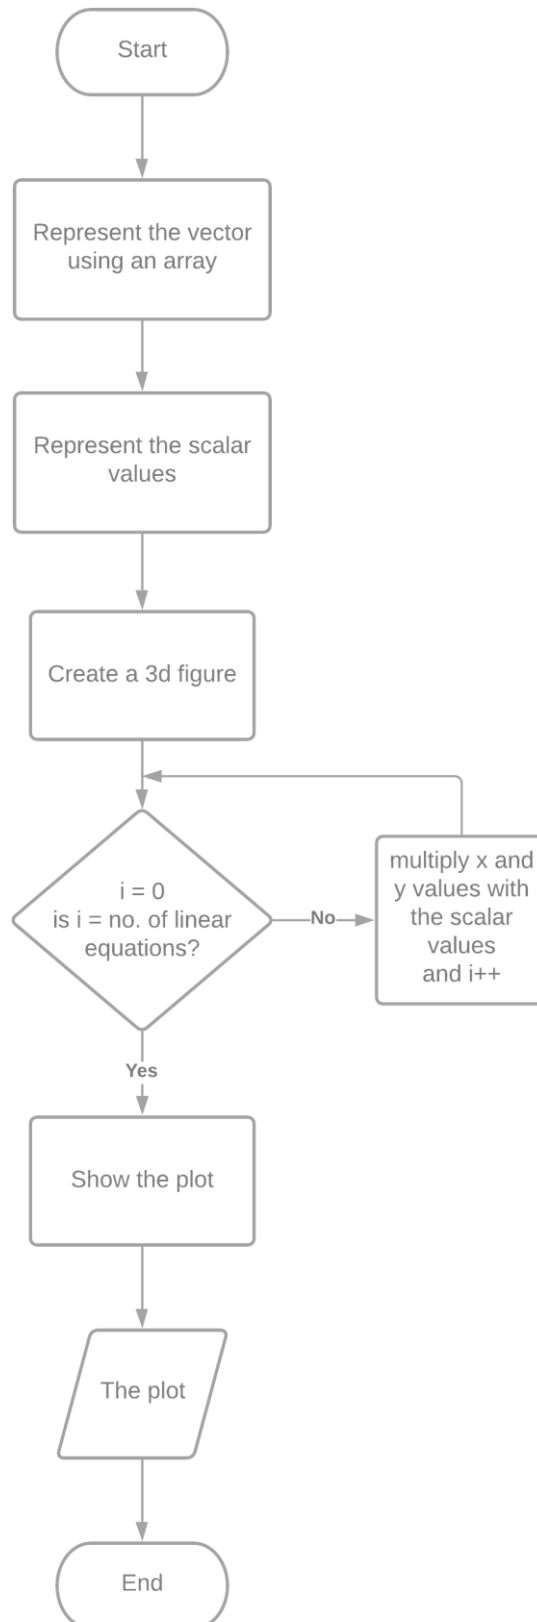 Start
Represent the vector
using an array
Represent the scalar
values
Create a 3d figure
i = 0
is i = no. of linear
equations?
No
multiply x and
y values with
the scalar
values
and i++
Yes
Show the plot
The plot
End